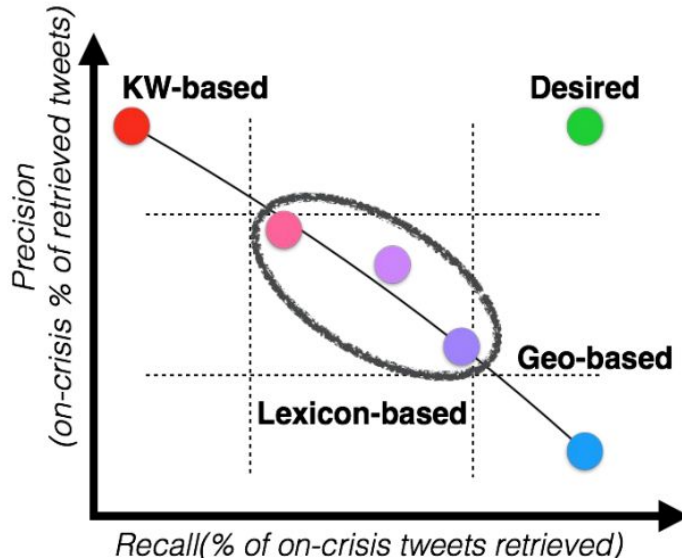 KW-based
Desired
Precision
(on-crisis % of retrieved tweets)
Geo-based
Lexicon-based
Recall(% of on-crisis tweets retrieved)